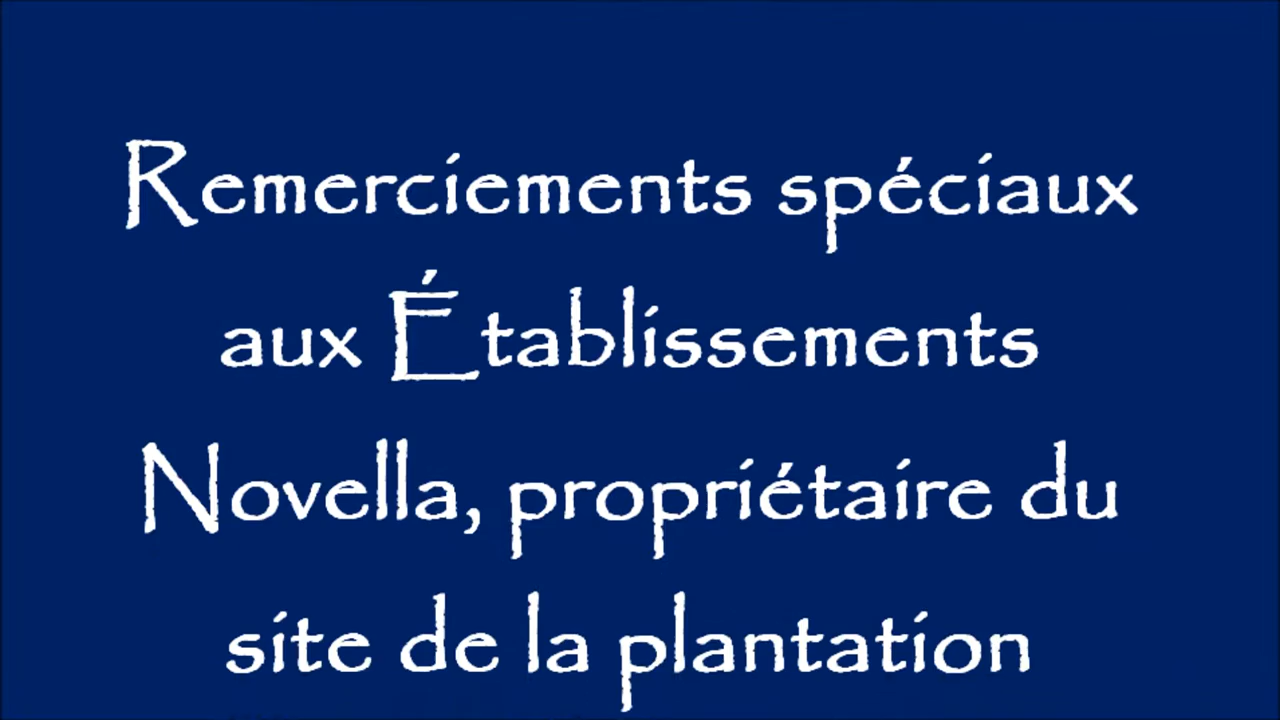 Remerciements spéciaux
aux Établissements
Novella, propriétaire du
site de la plantation